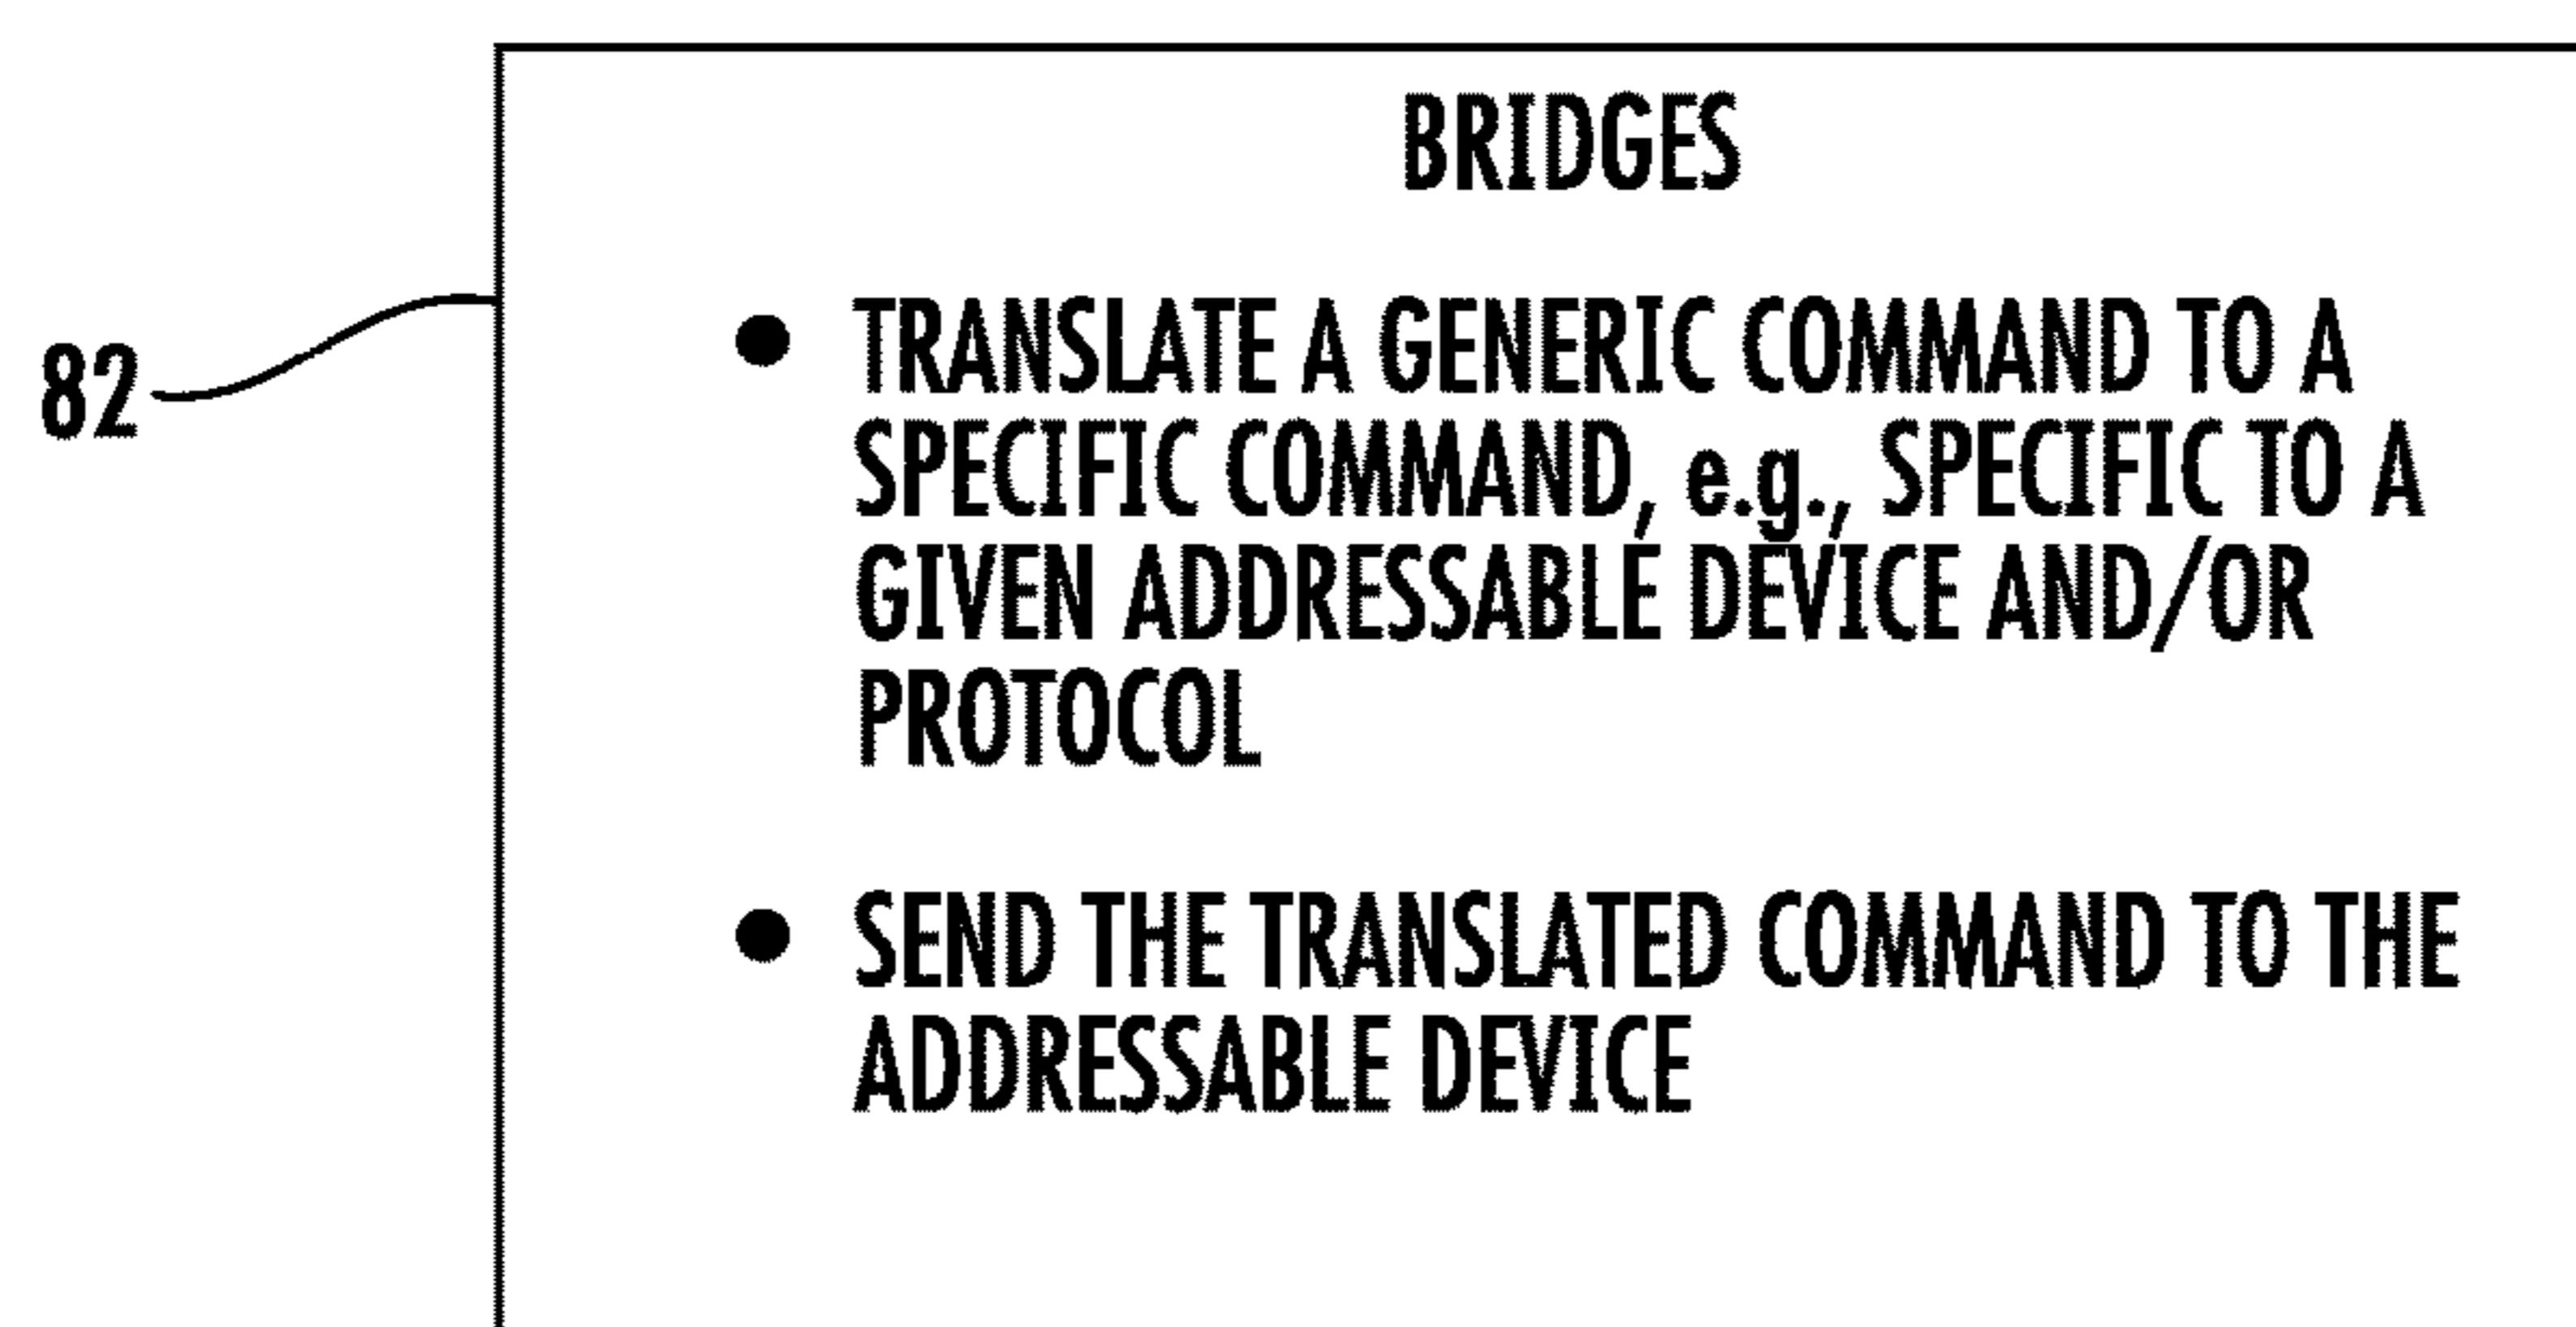 BRIDGES
• TRANSLATE A GENERIC COMMAND TO A
SPECIFIC COMMAND, e.g., SPECIFIC TO A
GIVEN ADDRESSABLE DEVICE AND/OR
PROTOCOL
82
• SEND THE TRANSLATED COMMAND TO THE
ADDRESSABLE DEVICE